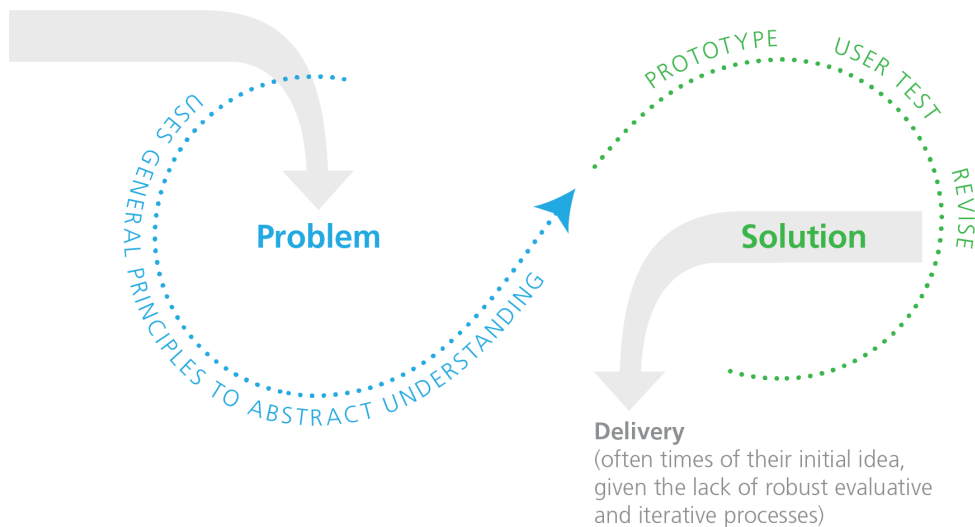 USES GENERAL PRINCIPLES TO ABSTRACT UNDERSTANDING
Problem
PROTOTYPE
USER TEST
REVISE
Solution
Delivery
(often times of their initial idea,
given the lack of robust evaluative
and iterative processes)